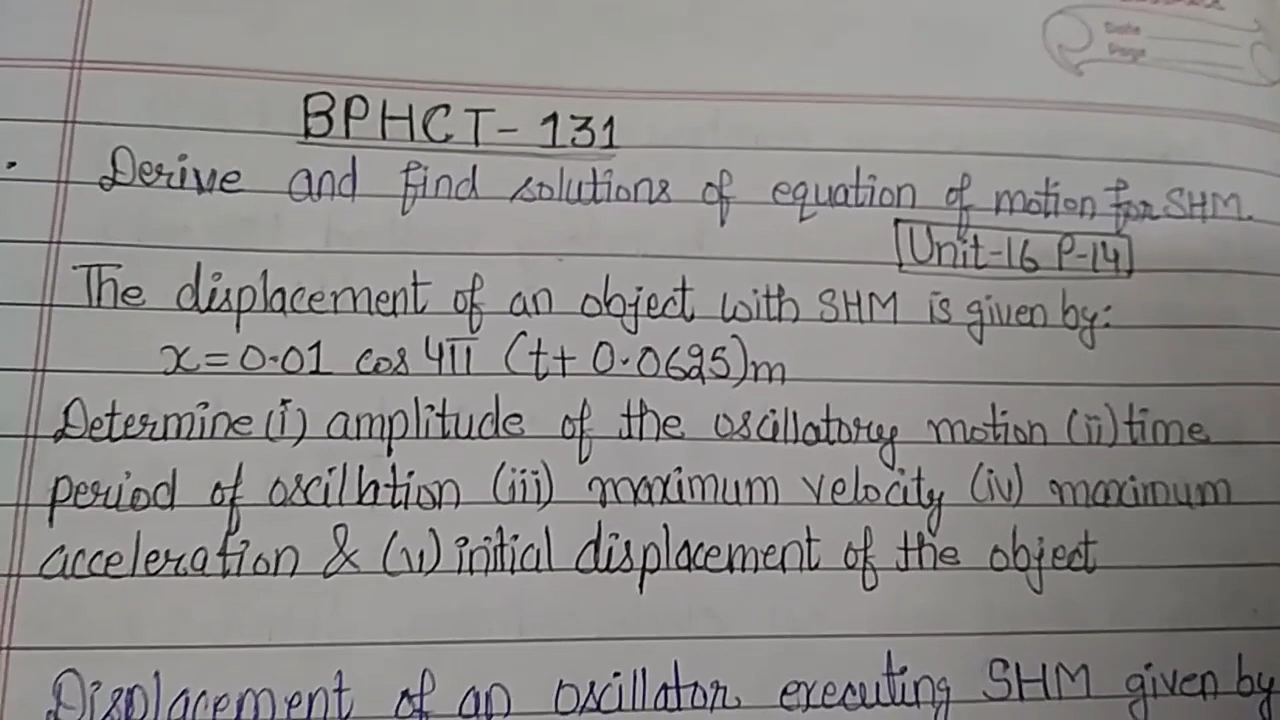 Date
Page
BPHCT-131
Derive and find solutions of equation of motion for SHM.
[Unit-16 P-14]
The displacement of an object with SHM is given by:
x=0.01 cos 4π (t+0.0625)m
Determine (i) amplitude of the oscillatory motion (ii) time
period of oscillation (iii) maximum velocity (iv) maximum
acceleration & (v) initial displacement of the object
Displacement of an oscillator executing SHM given by